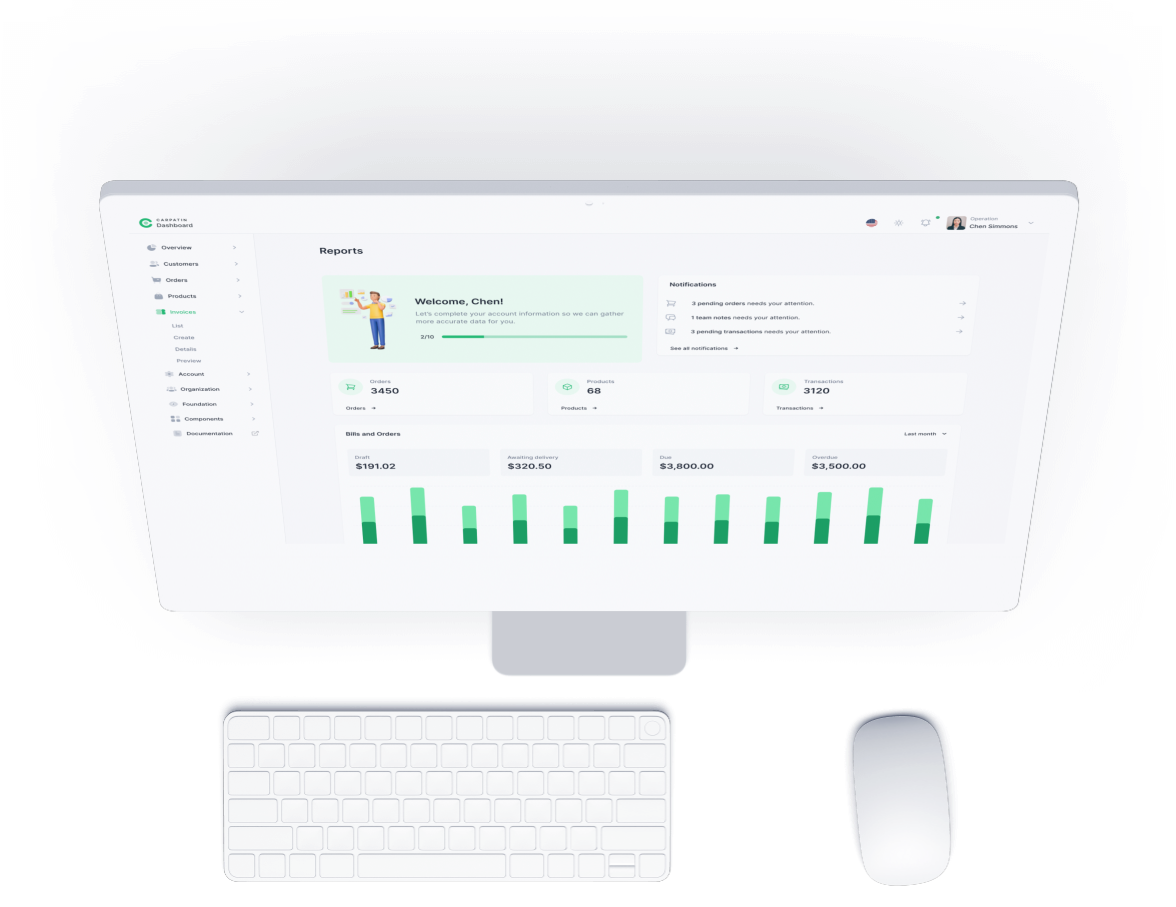 CARPATIN
Dashboard
Operation
Chen Simmons
Overview
Customers
Orders
Products
Invoices
List
Create
Details
Preview
Account
Organization
Foundation
Components
Documentation
Reports
Welcome, Chen!
Let's complete your account information so we can gather
more accurate data for you.
2/10
Notifications
3 pending orders needs your attention.
1 team notes needs your attention.
3 pending transactions needs your attention.
See all notifications
Orders
3450
Orders
Products
68
Products
Transactions
3120
Transactions
Bills and Orders
Last month
Draft
$191.02
Awaiting delivery
$320.50
Due
$3,800.00
Overdue
$3,500.00